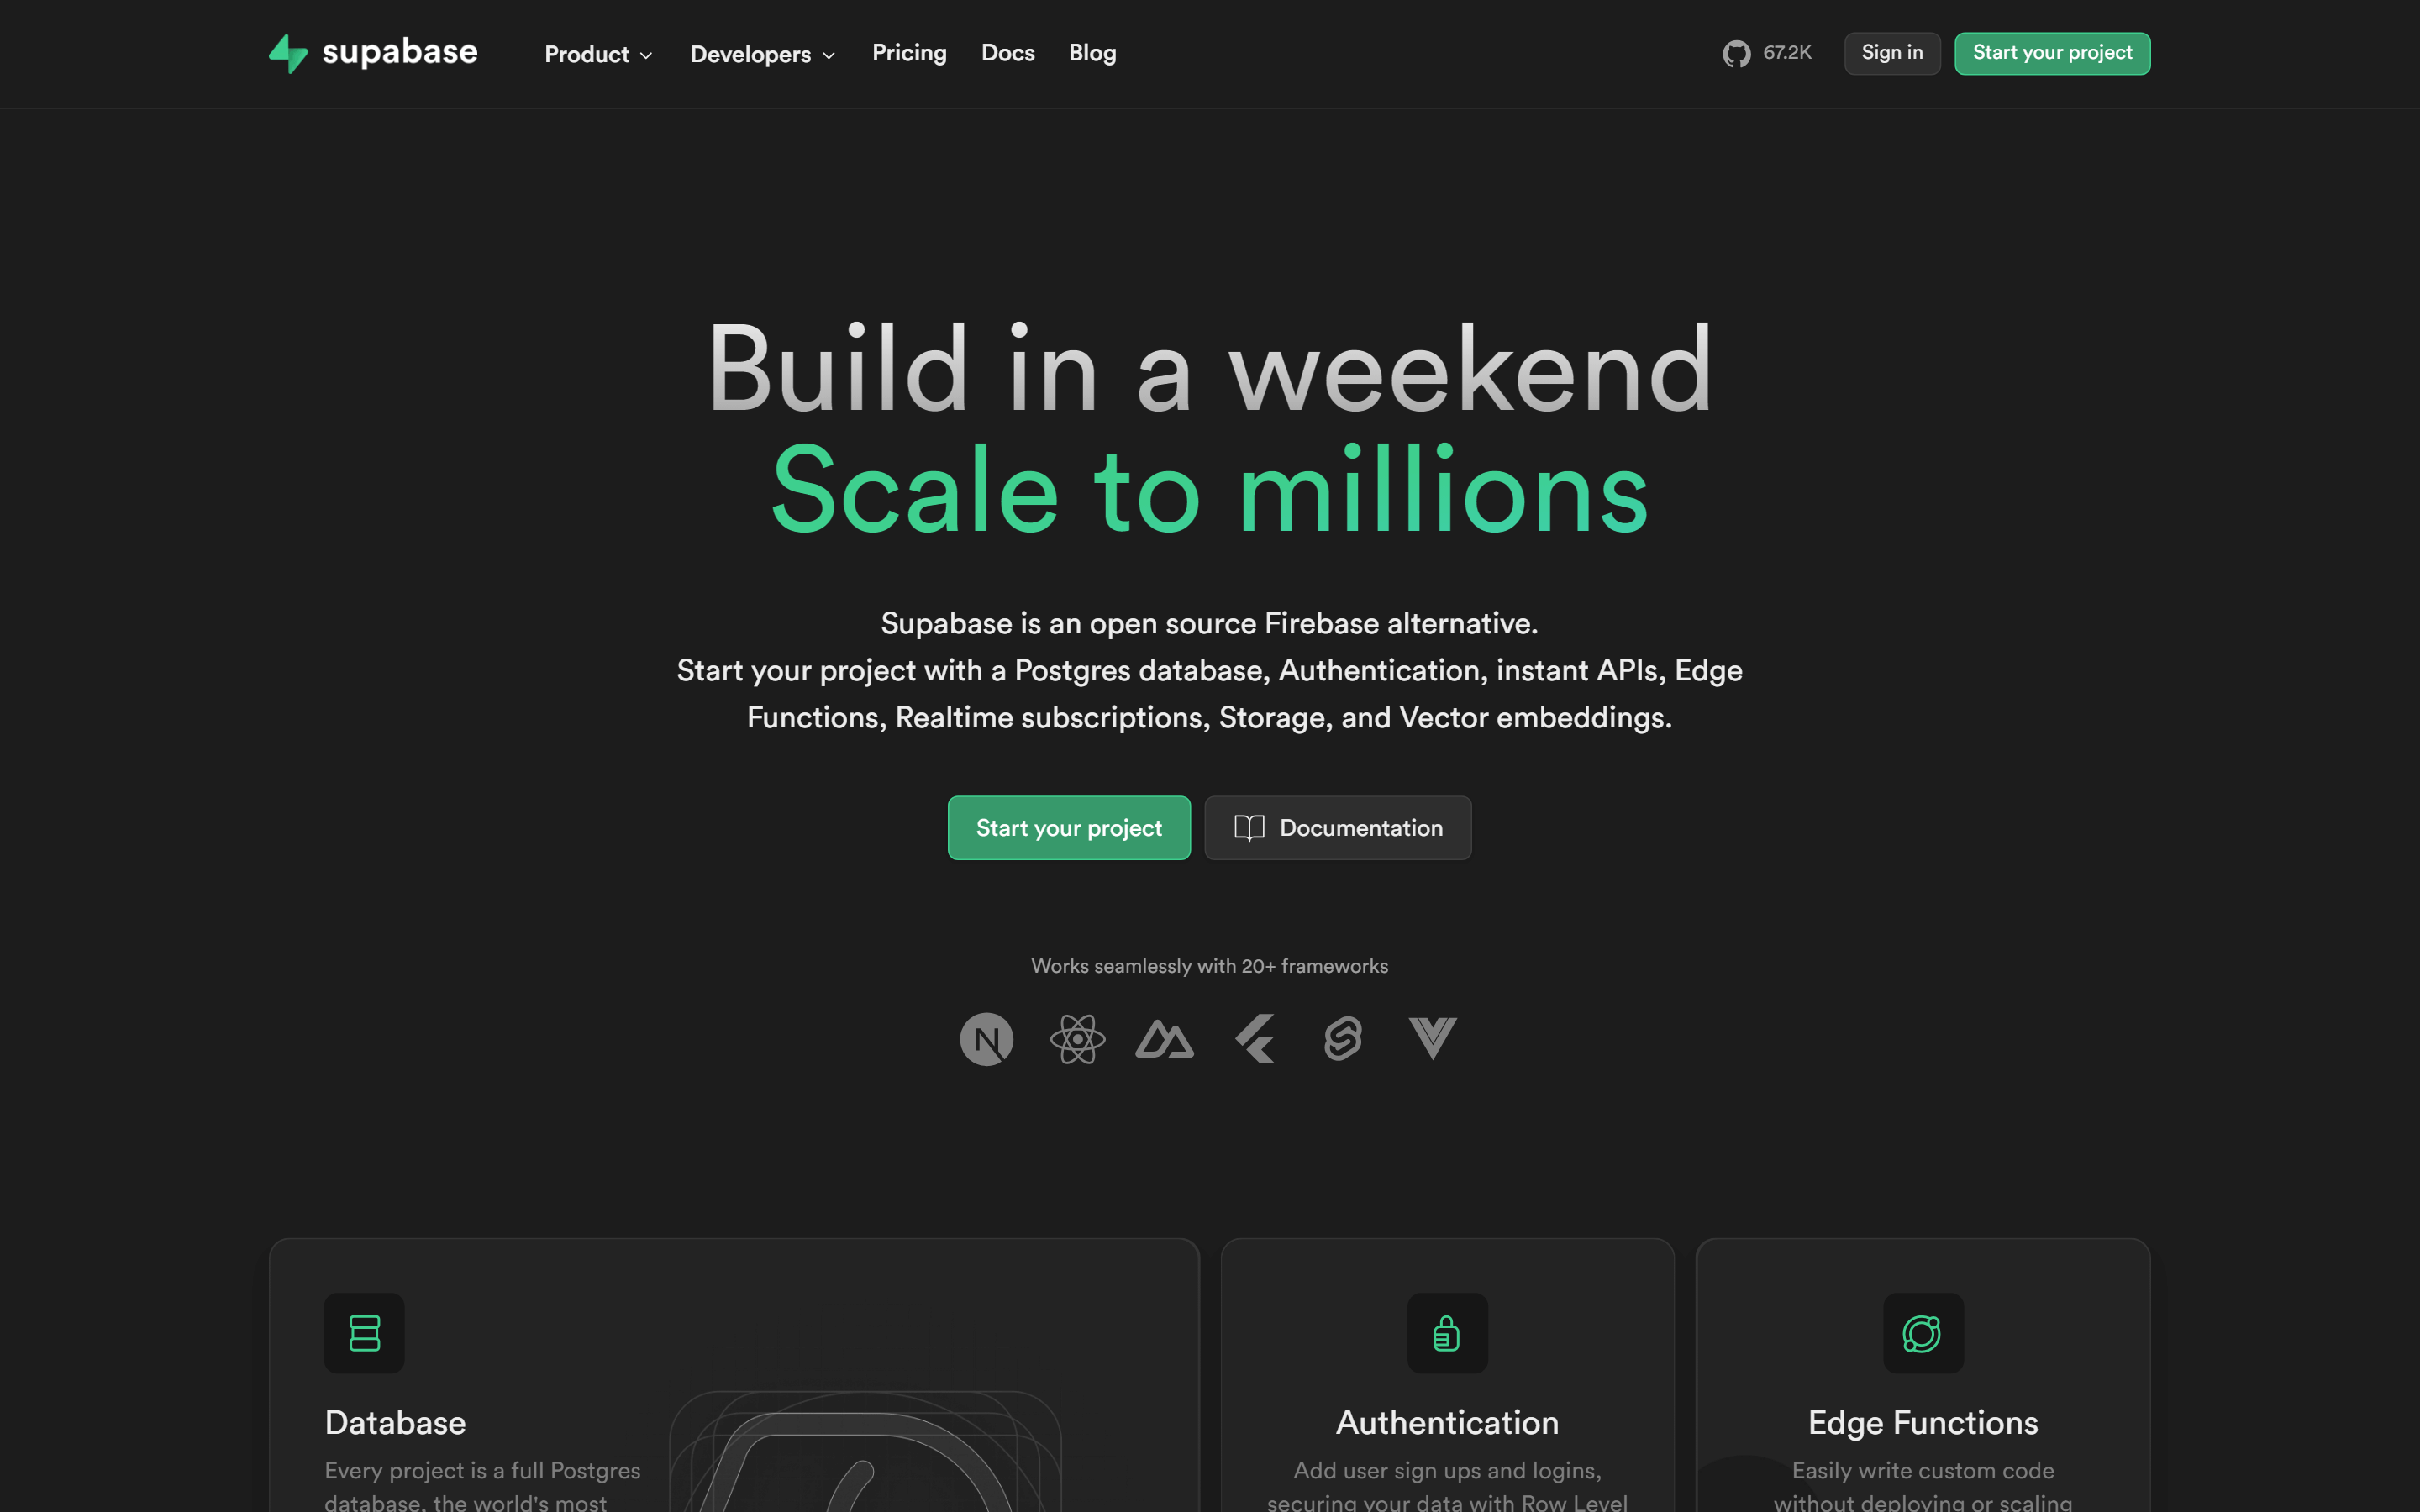 supabase
Product
Developers
Pricing
Docs
Blog
67.2K
Sign in
Start your project
Build in a weekend
Scale to millions
Supabase is an open source Firebase alternative.
Start your project with a Postgres database, Authentication, instant APIs, Edge
Functions, Realtime subscriptions, Storage, and Vector embeddings.
Start your project
Documentation
Works seamlessly with 20+ frameworks
Database
Every project is a full Postgres
database, the world's most
Authentication
Add user sign ups and logins,
securing your data with Row Level
Edge Functions
Easily write custom code
without deploying or scaling